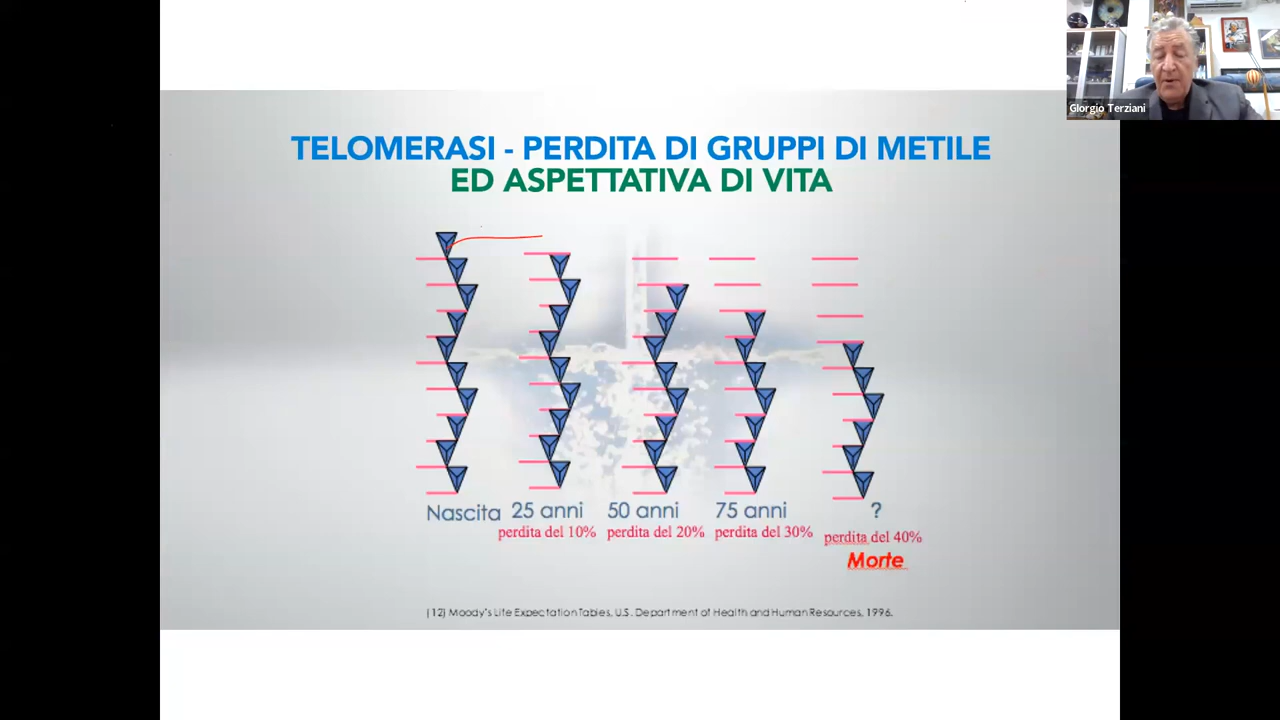 GIorgio Terziani
TELOMERASI - PERDITA DI GRUPPI DI METILE
ED ASPETTATIVA DI VITA
Nascita 25 anni 50 anni 75 anni ?
perdita del 10% perdita del 20% perdita del 30% perdita del 40%
Morte
(12) Moody's Life Expectation Tables, U.S. Department of Health and Human Resources, 1996.